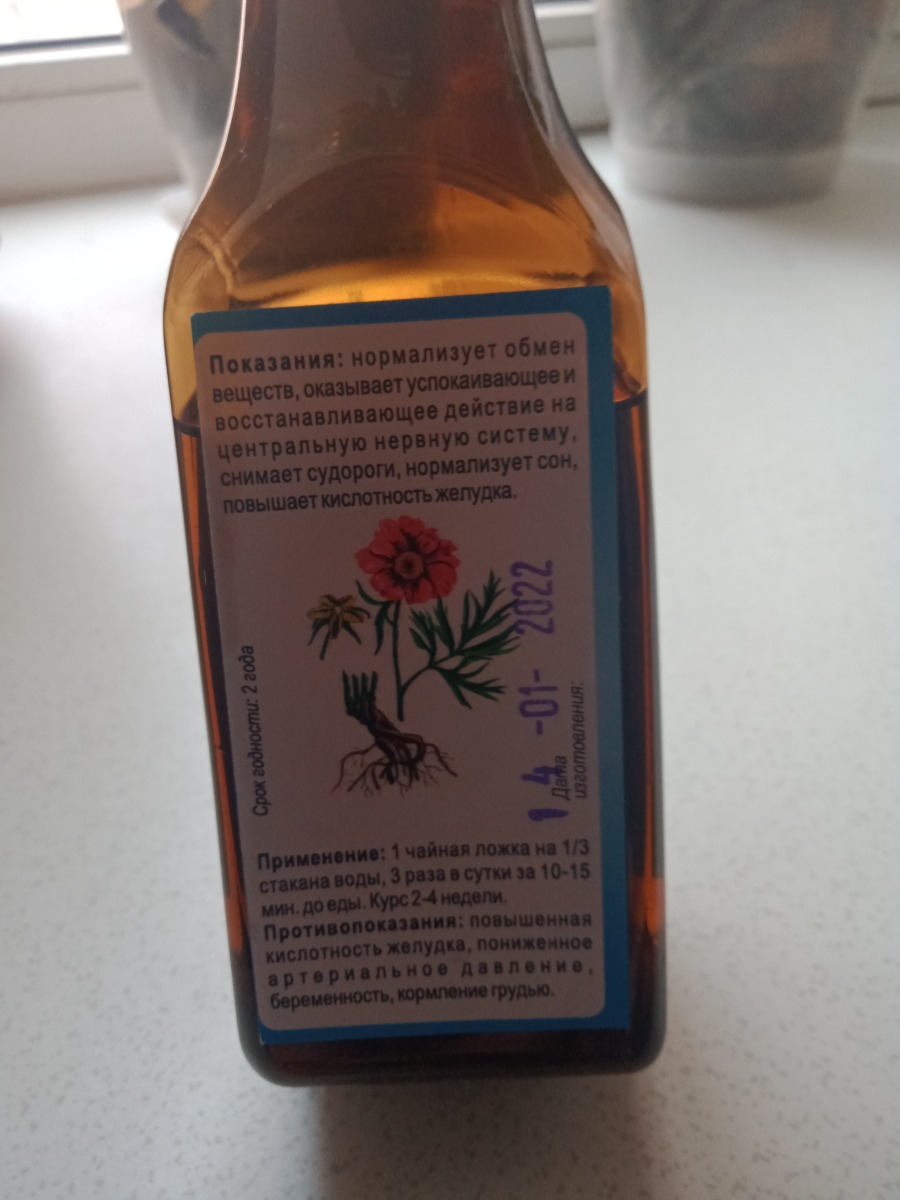 Показания: нормализует обмен
веществ, оказывает успокаивающее и
восстанавливающее действие на
центральную нервную систему,
снимает судороги, нормализует сон,
повышает кислотность желудка.
Срок годности: 2 года
14 -01- 2022
Дата
изготовления:
Применение: 1 чайная ложка на 1/3
стакана воды, 3 раза в сутки за 10-15
мин. до еды. Курс 2-4 недели.
Противопоказания: повышенная
кислотность желудка, пониженное
артериальное давление,
беременность, кормление грудью.